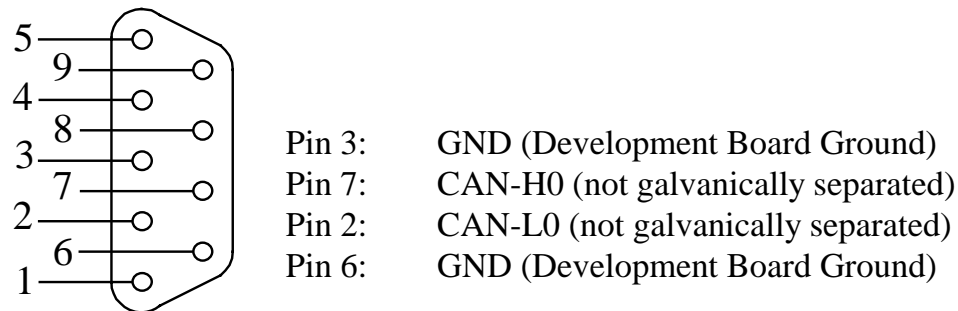 5
9
4
8
3
7
2
6
1
Pin 3: GND (Development Board Ground)
Pin 7: CAN-H0 (not galvanically separated)
Pin 2: CAN-L0 (not galvanically separated)
Pin 6: GND (Development Board Ground)